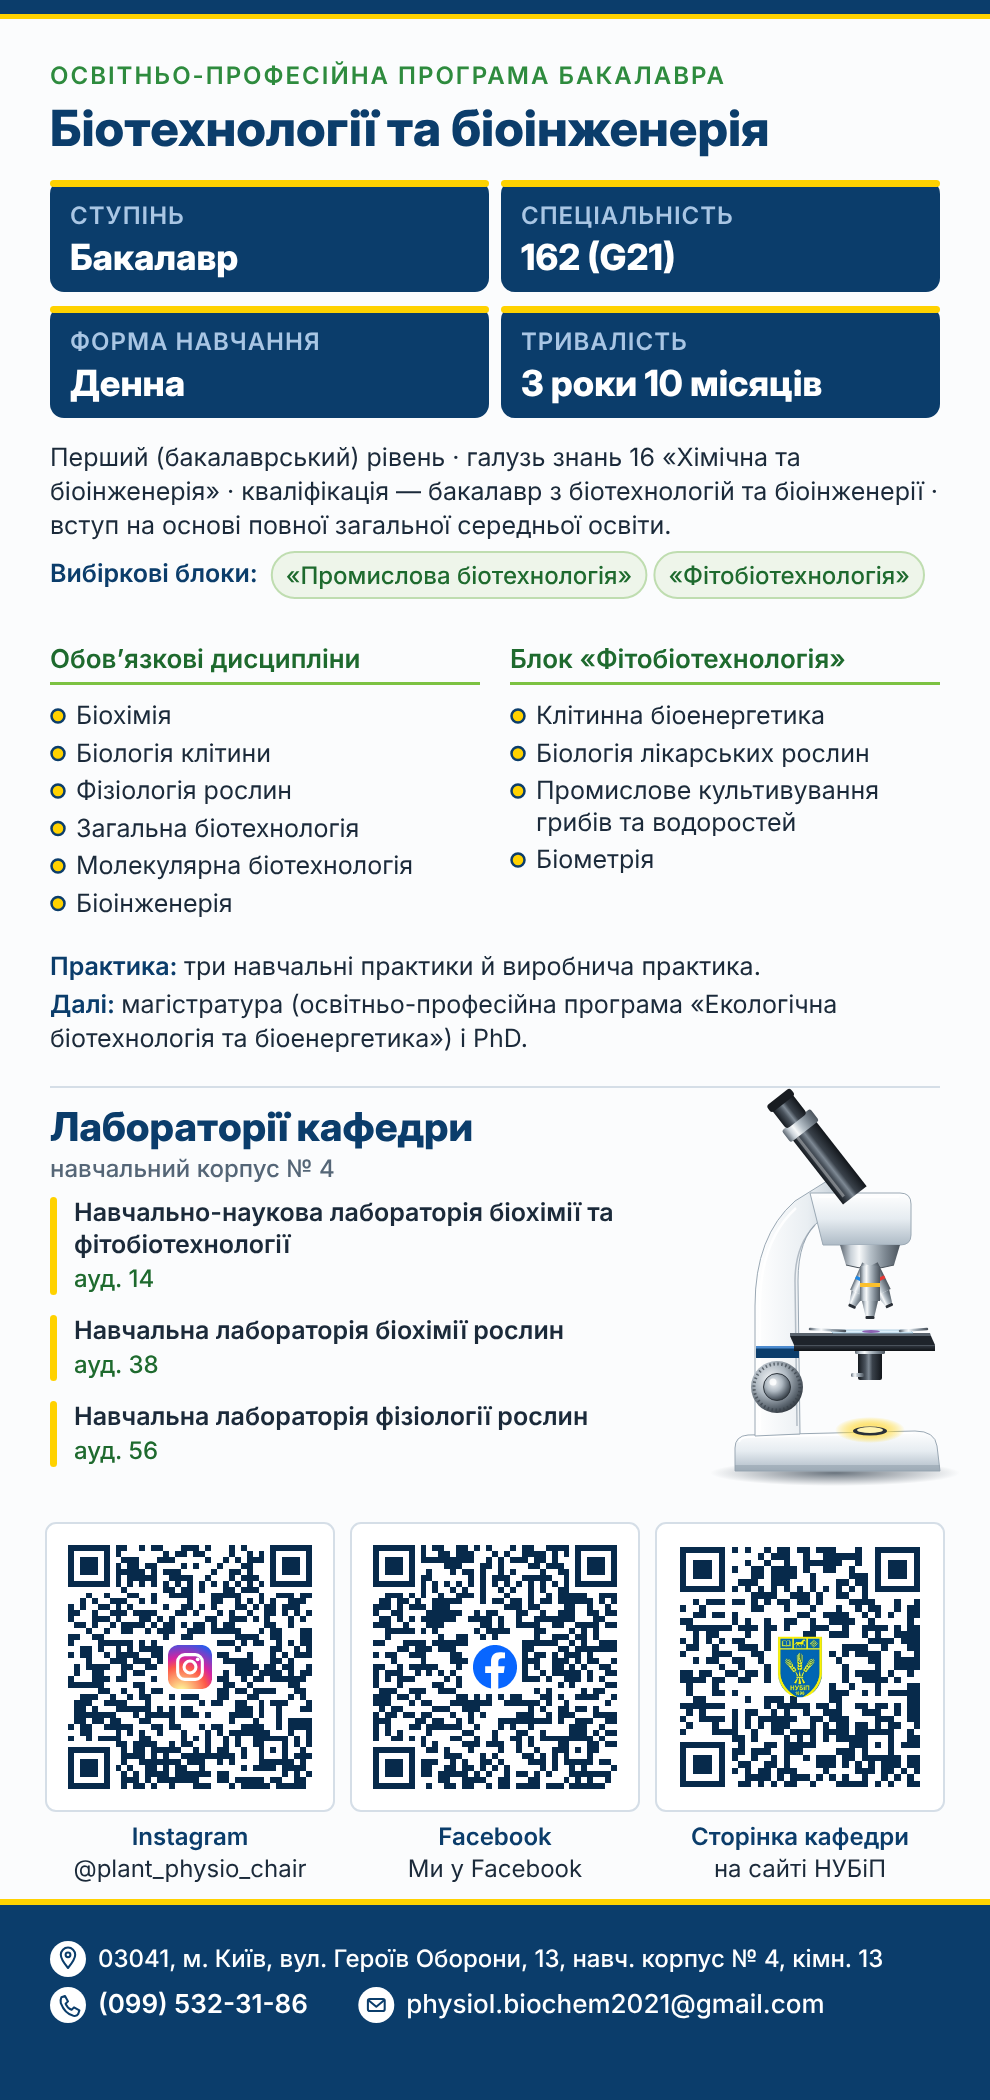 ОСВІТНЬО-ПРОФЕСІЙНА ПРОГРАМА БАКАЛАВРА
Біотехнології та біоінженерія
СТУПІНЬ
Бакалавр
СПЕЦІАЛЬНІСТЬ
162 (G21)
ФОРМА НАВЧАННЯ
Денна
ТРИВАЛІСТЬ
3 роки 10 місяців
Перший (бакалаврський) рівень · галузь знань 16 «Хімічна та
біоінженерія» · кваліфікація — бакалавр з біотехнологій та біоінженерії ·
вступ на основі повної загальної середньої освіти.
Вибіркові блоки: «Промислова біотехнологія» «Фітобіотехнологія»
Обов’язкові дисципліни
Біохімія
Біологія клітини
Фізіологія рослин
Загальна біотехнологія
Молекулярна біотехнологія
Біоінженерія
Блок «Фітобіотехнологія»
Клітинна біоенергетика
Біологія лікарських рослин
Промислове культивування
грибів та водоростей
Біометрія
Практика: три навчальні практики й виробнича практика.
Далі: магістратура (освітньо-професійна програма «Екологічна
біотехнологія та біоенергетика») і PhD.
Лабораторії кафедри
навчальний корпус № 4
Навчально-наукова лабораторія біохімії та
фітобіотехнології
ауд. 14
Навчальна лабораторія біохімії рослин
ауд. 38
Навчальна лабораторія фізіології рослин
ауд. 56
НУБІП
Instagram
@plant_physio_chair
Facebook
Ми у Facebook
Сторінка кафедри
на сайті НУБіП
03041, м. Київ, вул. Героїв Оборони, 13, навч. корпус № 4, кімн. 13
(099) 532-31-86
physiol.biochem2021@gmail.com